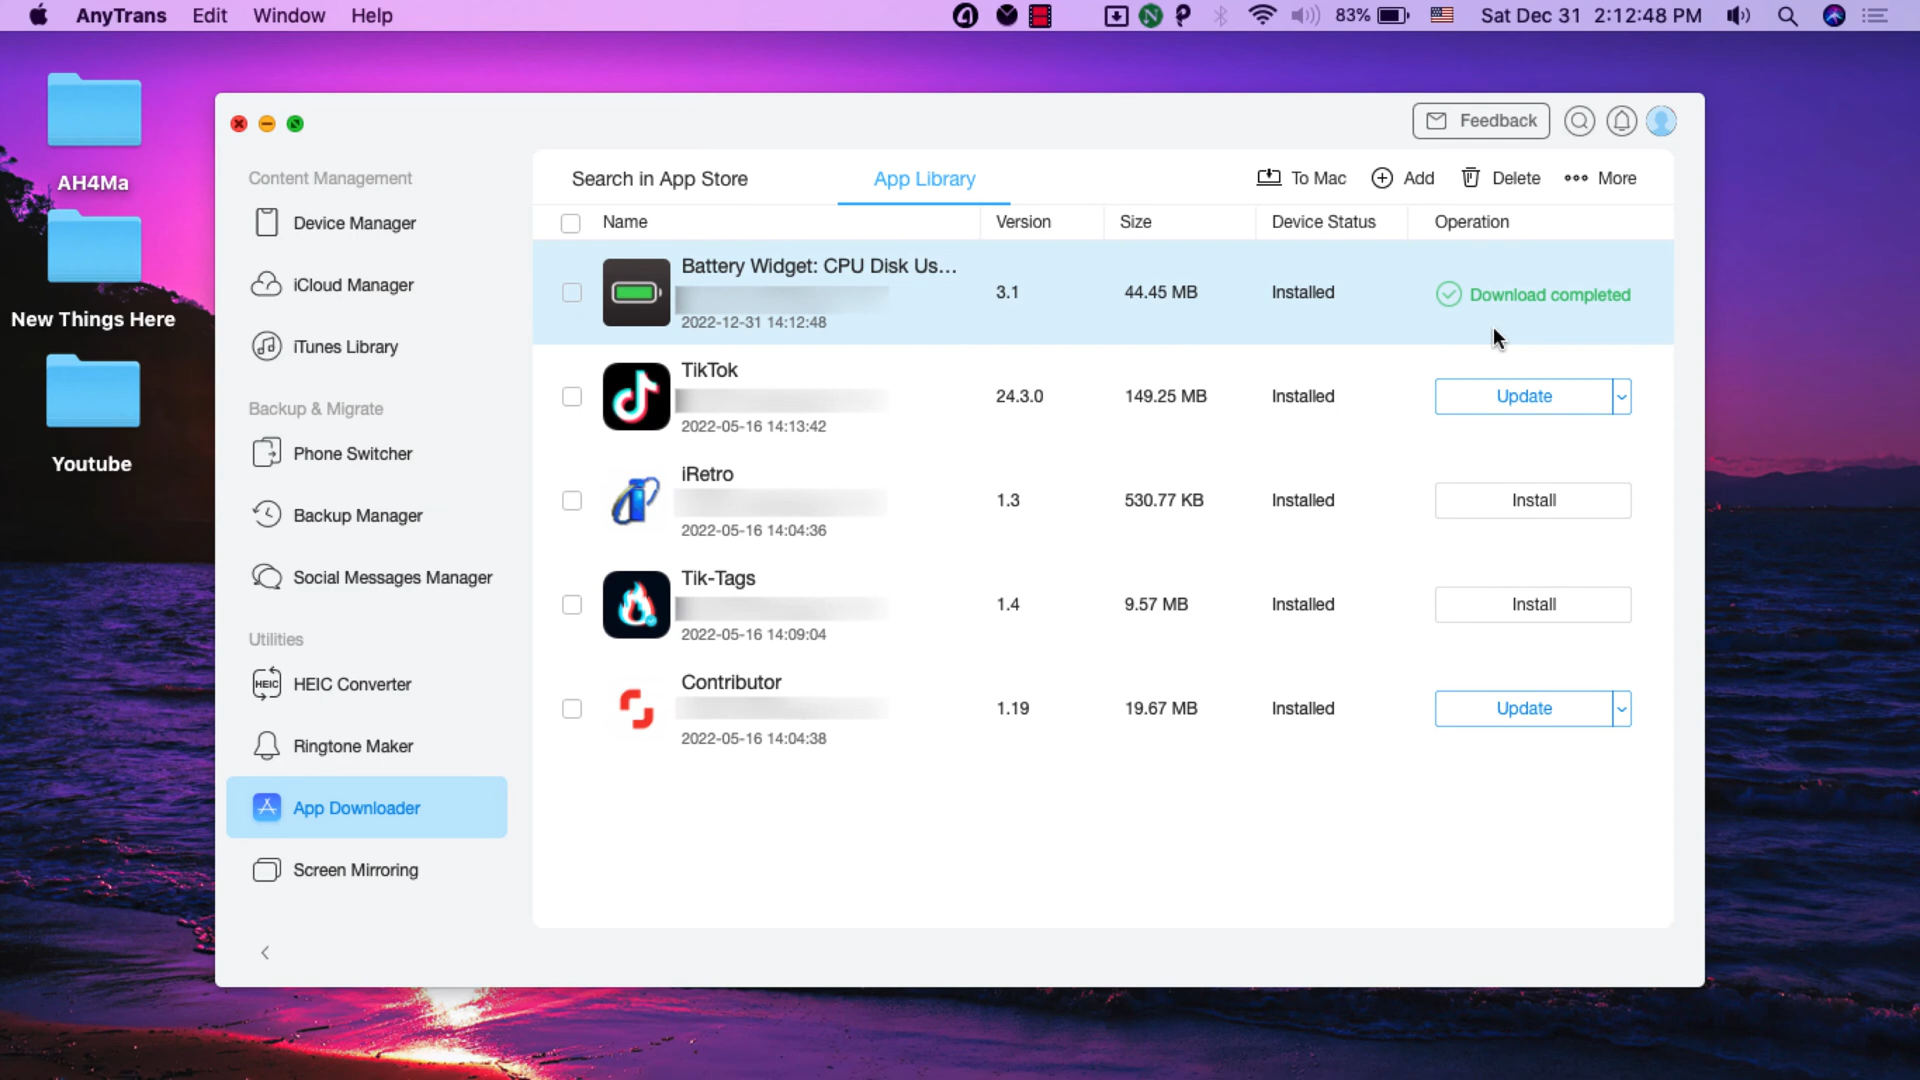 AnyTrans Edit Window Help 83% Sat Dec 31 2:12:48 PM
AH4Ma
New Things Here
Youtube
Feedback
Content Management
Device Manager
iCloud Manager
iTunes Library
Backup & Migrate
Phone Switcher
Backup Manager
Social Messages Manager
Utilities
HEIC HEIC Converter
Ringtone Maker
App Downloader
Screen Mirroring
Search in App Store App Library To Mac Add Delete More
Name Version Size Device Status Operation
Battery Widget: CPU Disk Us...
3.1 44.45 MB Installed Download completed
2022-12-31 14:12:48
TikTok
24.3.0 149.25 MB Installed Update
2022-05-16 14:13:42
iRetro
1.3 530.77 KB Installed Install
2022-05-16 14:04:36
Tik-Tags
1.4 9.57 MB Installed Install
2022-05-16 14:09:04
Contributor
1.19 19.67 MB Installed Update
2022-05-16 14:04:38